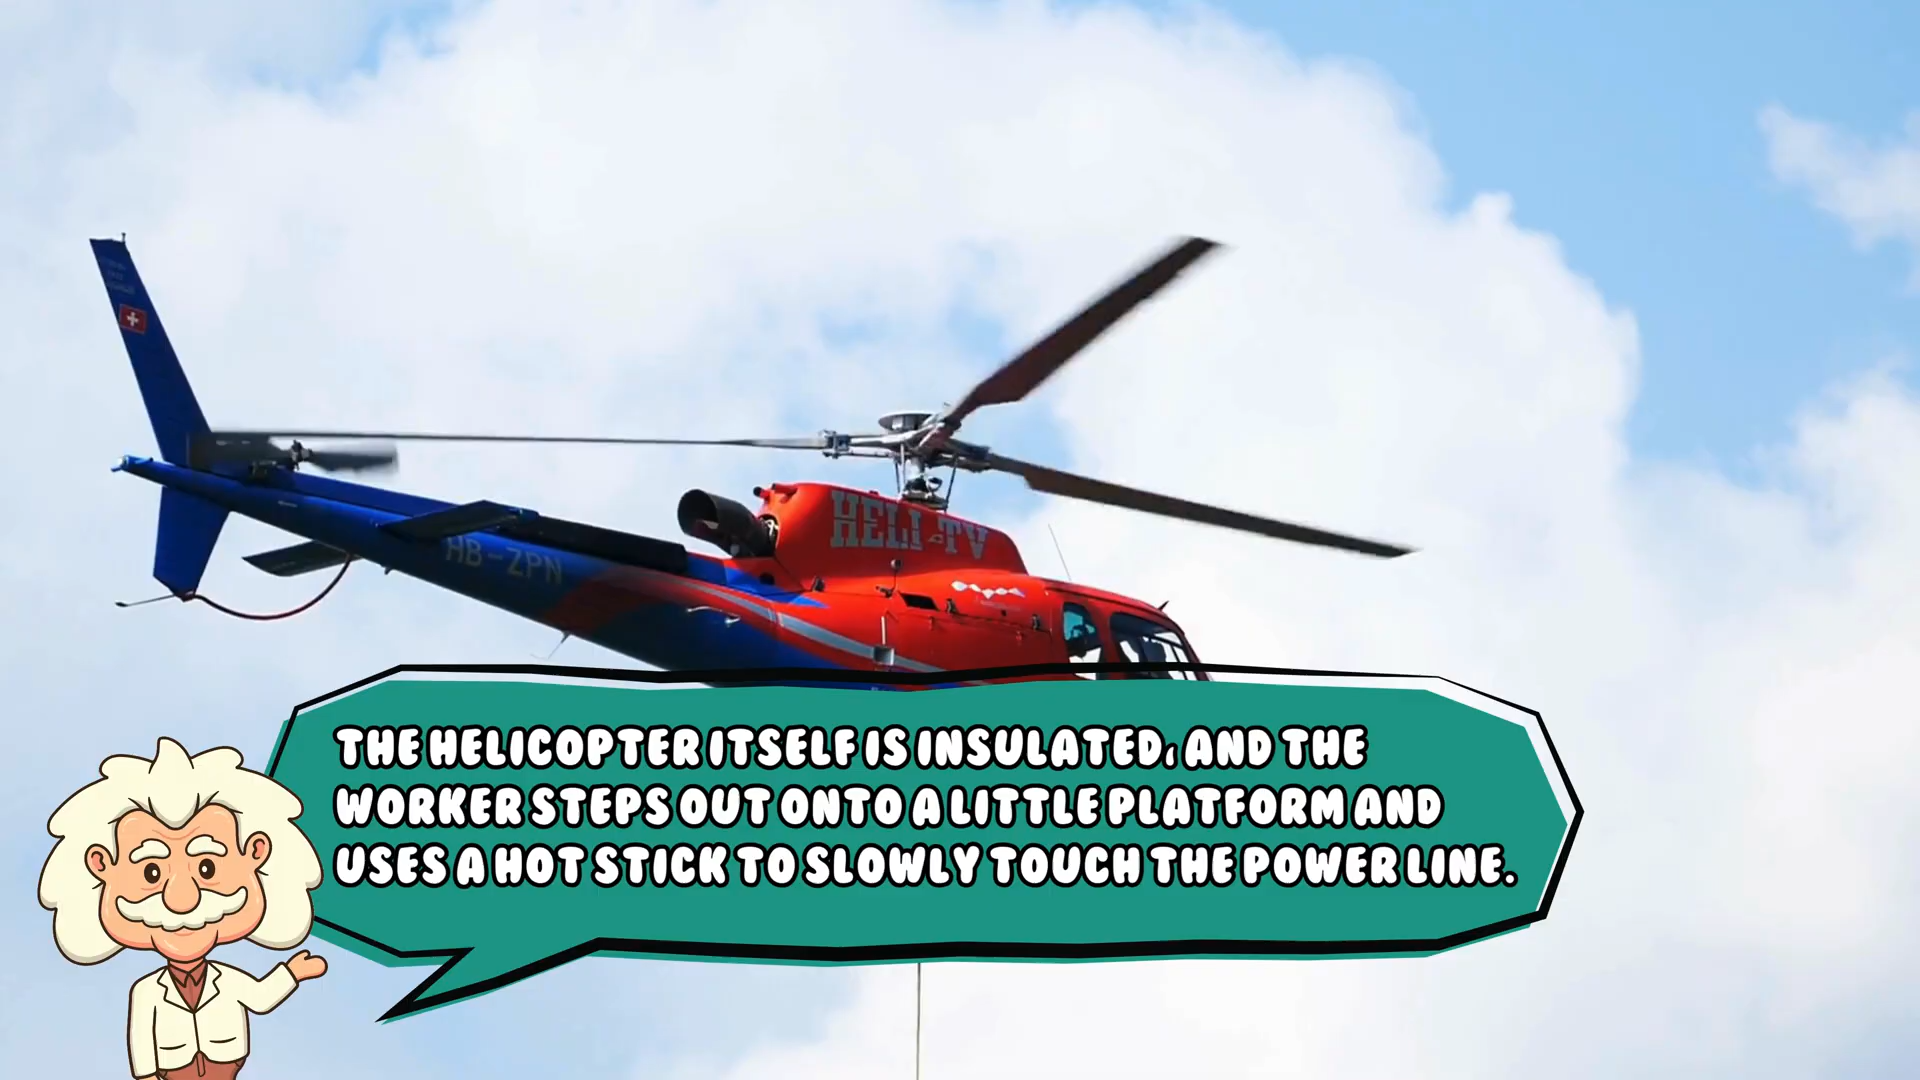 HELI-TV
HB-ZPN
THE HELICOPTER ITSELF IS INSULATED, AND THE
WORKER STEPS OUT ONTO A LITTLE PLATFORM AND
USES A HOT STICK TO SLOWLY TOUCH THE POWER LINE.